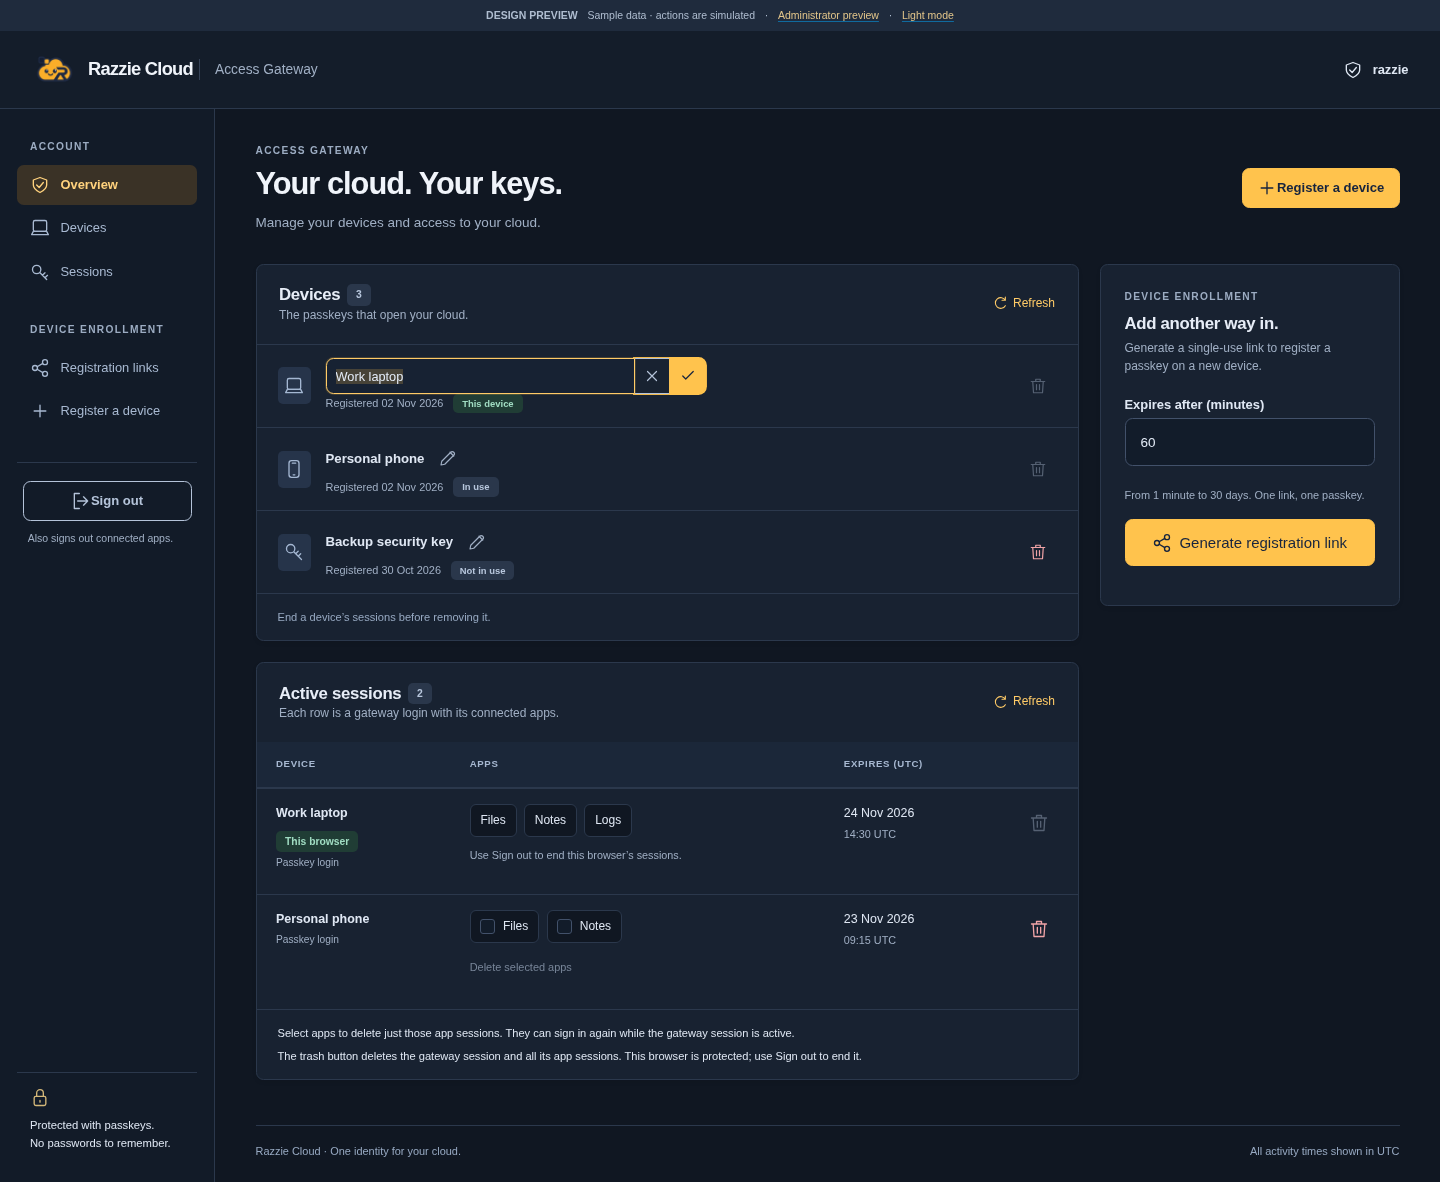 DESIGN PREVIEW Sample data · actions are simulated · Administrator preview · Light mode
Razzie Cloud Access Gateway
razzie
ACCOUNT
Overview
Devices
Sessions
DEVICE ENROLLMENT
Registration links
Register a device
Sign out
Also signs out connected apps.
Protected with passkeys.
No passwords to remember.
ACCESS GATEWAY
Your cloud. Your keys.
Manage your devices and access to your cloud.
Register a device
Devices 3
The passkeys that open your cloud.
Refresh
Work laptop
Registered 02 Nov 2026 This device
Personal phone
Registered 02 Nov 2026 In use
Backup security key
Registered 30 Oct 2026 Not in use
End a device’s sessions before removing it.
DEVICE ENROLLMENT
Add another way in.
Generate a single-use link to register a
passkey on a new device.
Expires after (minutes)
60
From 1 minute to 30 days. One link, one passkey.
Generate registration link
Active sessions 2
Each row is a gateway login with its connected apps.
Refresh
DEVICE APPS EXPIRES (UTC)
Work laptop
This browser
Passkey login
Files Notes Logs
Use Sign out to end this browser’s sessions.
24 Nov 2026
14:30 UTC
Personal phone
Passkey login
Files Notes
Delete selected apps
23 Nov 2026
09:15 UTC
Select apps to delete just those app sessions. They can sign in again while the gateway session is active.
The trash button deletes the gateway session and all its app sessions. This browser is protected; use Sign out to end it.
Razzie Cloud · One identity for your cloud.
All activity times shown in UTC